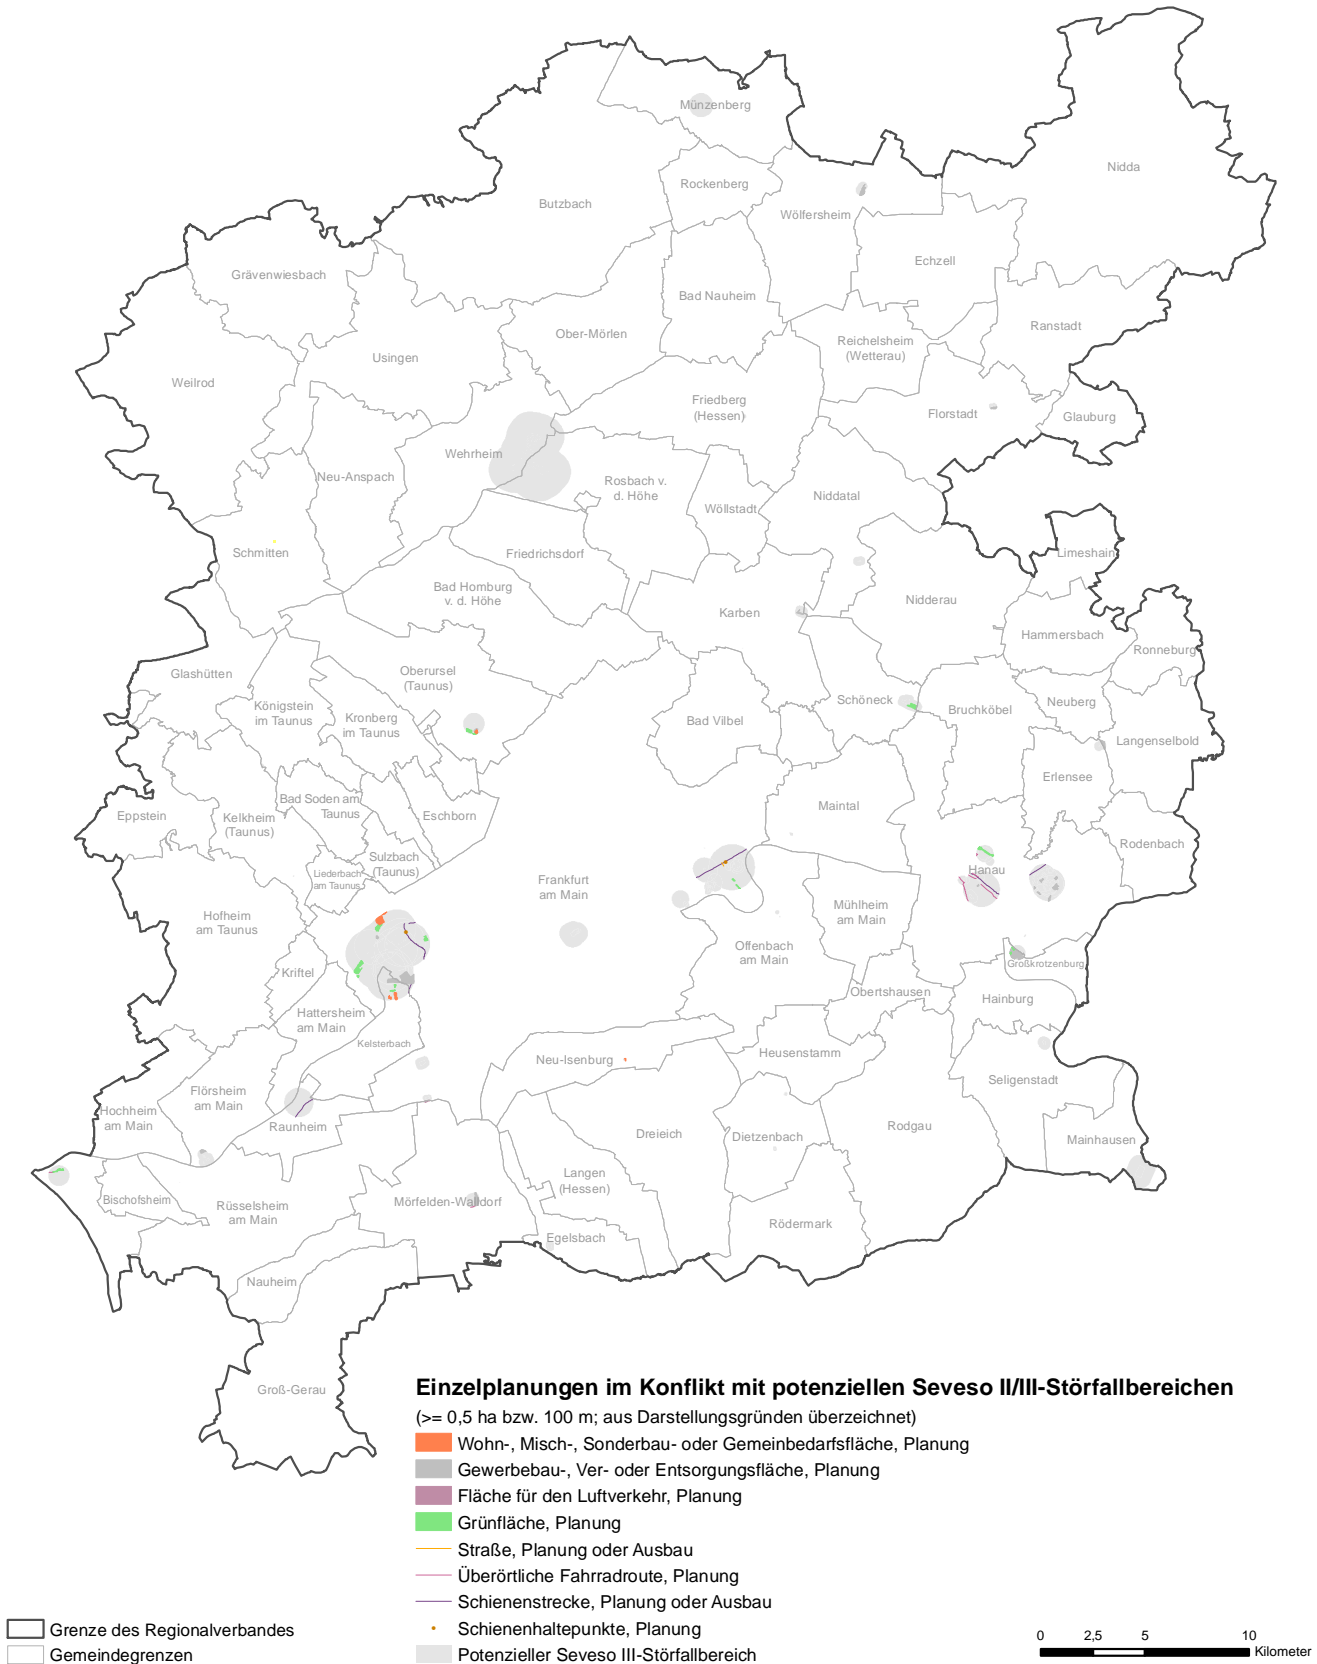 Münzenberg
Nidda
Rockenberg
Butzbach
Wölfersheim
Echzell
Grävenwiesbach
Bad Nauheim
Ranstadt
Ober-Mörlen
Reichelsheim
(Wetterau)
Usingen
Weilrod
Friedberg
(Hessen)
Florstadt
Glauburg
Wehrheim
Neu-Anspach
Rosbach v.
d. Höhe
Niddatal
Wöllstadt
Schmitten
Friedrichsdorf
Limeshain
Bad Homburg
v. d. Höhe
Nidderau
Karben
Hammersbach
Ronneburg
Glashütten
Oberursel
(Taunus)
Königstein
im Taunus
Kronberg
im Taunus
Schöneck
Bruchköbel
Neuberg
Bad Vilbel
Langenselbold
Erlensee
Bad Soden am
Taunus
Eschborn
Maintal
Eppstein
Kelkheim
(Taunus)
Rodenbach
Sulzbach
(Taunus)
Liederbach
am Taunus
Frankfurt
am Main
Hanau
Hofheim
am Taunus
Mühlheim
am Main
Offenbach
am Main
Kriftel
Großkrotzenburg
Obertshausen
Hainburg
Hattersheim
am Main
Kelsterbach
Neu-Isenburg
Heusenstamm
Seligenstadt
Flörsheim
am Main
Hochheim
am Main
Raunheim
Dreieich
Dietzenbach
Rodgau
Mainhausen
Langen
(Hessen)
Bischofsheim
Rüsselsheim
am Main
Mörfelden-Walldorf
Rödermark
Egelsbach
Nauheim
Groß-Gerau
Einzelplanungen im Konflikt mit potenziellen Seveso II/III-Störfallbereichen
(>= 0,5 ha bzw. 100 m; aus Darstellungsgründen überzeichnet)
Wohn-, Misch-, Sonderbau- oder Gemeinbedarfsfläche, Planung
Gewerbebau-, Ver- oder Entsorgungsfläche, Planung
Fläche für den Luftverkehr, Planung
Grünfläche, Planung
Straße, Planung oder Ausbau
Überörtliche Fahrradroute, Planung
Schienenstrecke, Planung oder Ausbau
Schienenhaltepunkte, Planung
Potenzieller Seveso III-Störfallbereich
Grenze des Regionalverbandes
Gemeindegrenzen
0 2,5 5 10
Kilometer